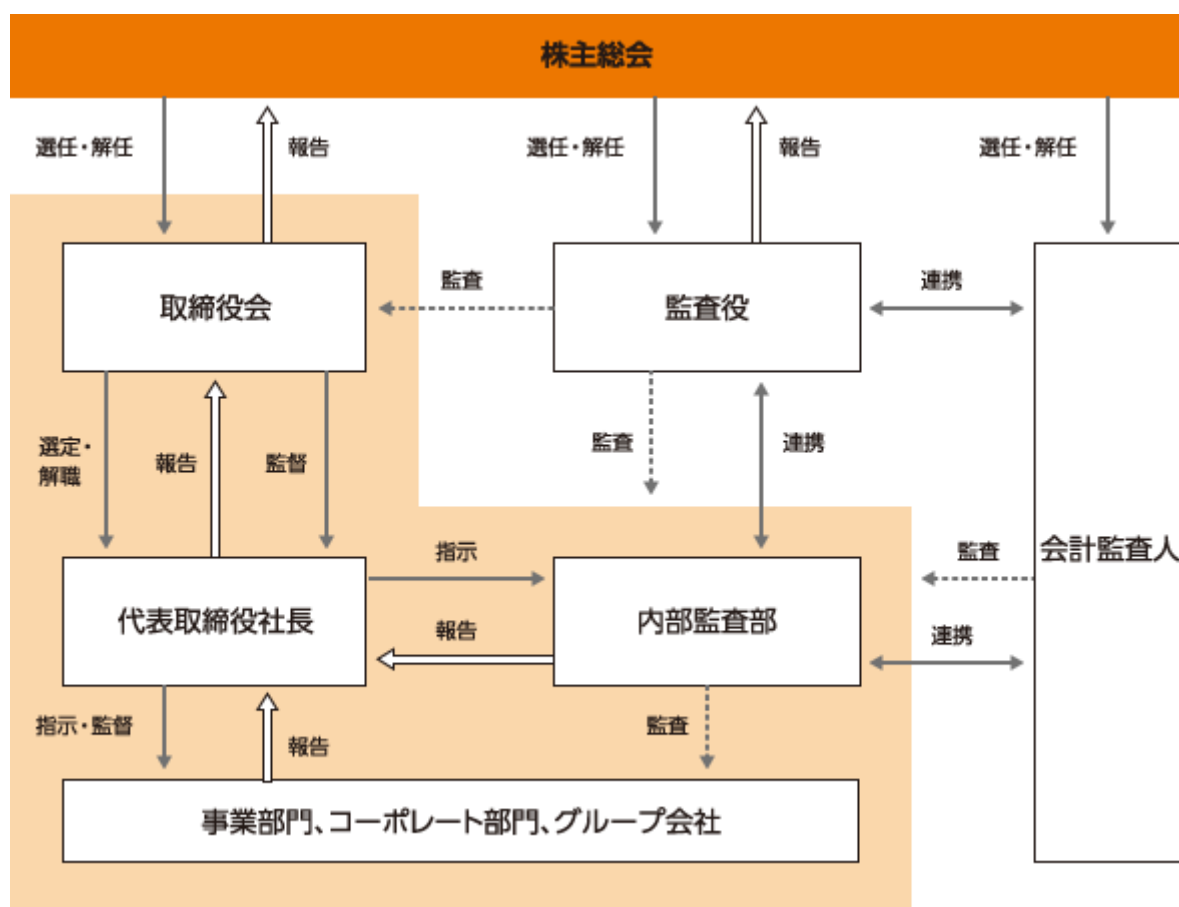 株主総会
選任・解任
報告
選任・解任
報告
選任・解任
取締役会
監査
監査役
連携
選定・
解職
報告
監督
監査
連携
代表取締役社長
指示
報告
内部監査部
監査
会計監査人
連携
指示・監督
報告
監査
事業部門、コーポレート部門、グループ会社